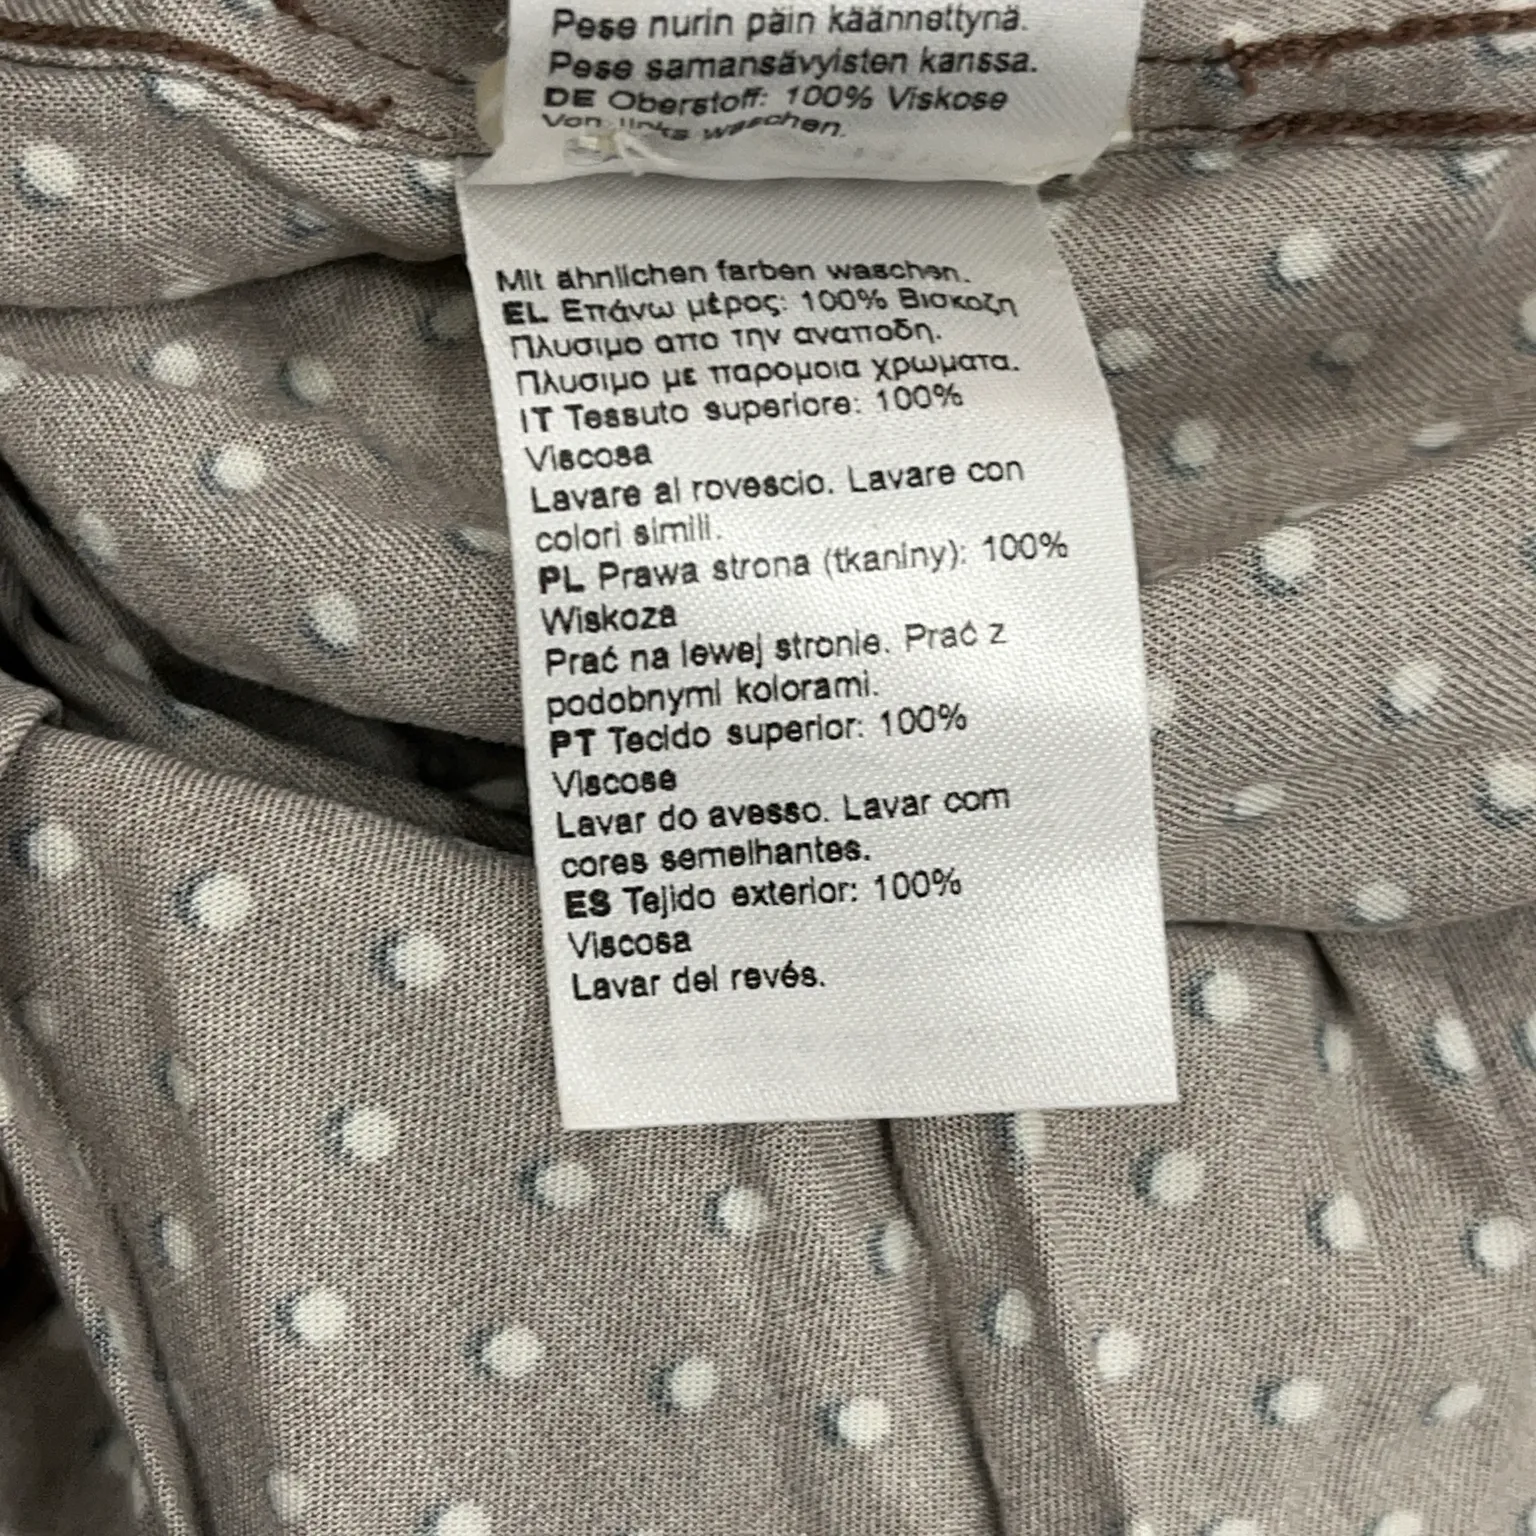 Pese nurin päin käännettynä.
Pese samansävyisten kanssa.
DE Oberstoff: 100% Viskose
Von links waschen.
Mit ähnlichen farben waschen.
EL Επάνω μέρος: 100% Βισκοζη
Πλυσιμο απο την αναποδη.
Πλυσιμο με παρομοια χρωματα.
IT Tessuto superiore: 100%
Viscosa
Lavare al rovescio. Lavare con
colori simili.
PL Prawa strona (tkaniny): 100%
Wiskoza
Prać na lewej stronie. Prać z
podobnymi kolorami.
PT Tecido superior: 100%
Viscose
Lavar do avesso. Lavar com
cores semelhantes.
ES Tejido exterior: 100%
Viscosa
Lavar del revés.